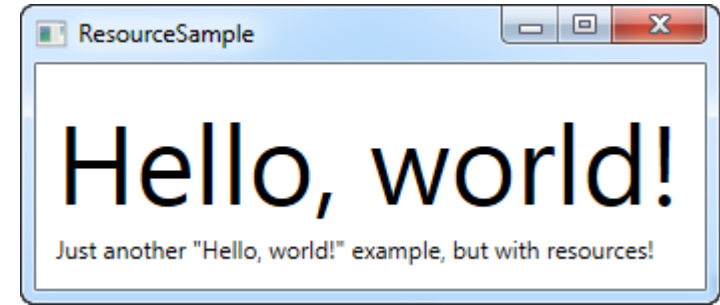 ResourceSample
Hello, world!
Just another "Hello, world!" example, but with resources!